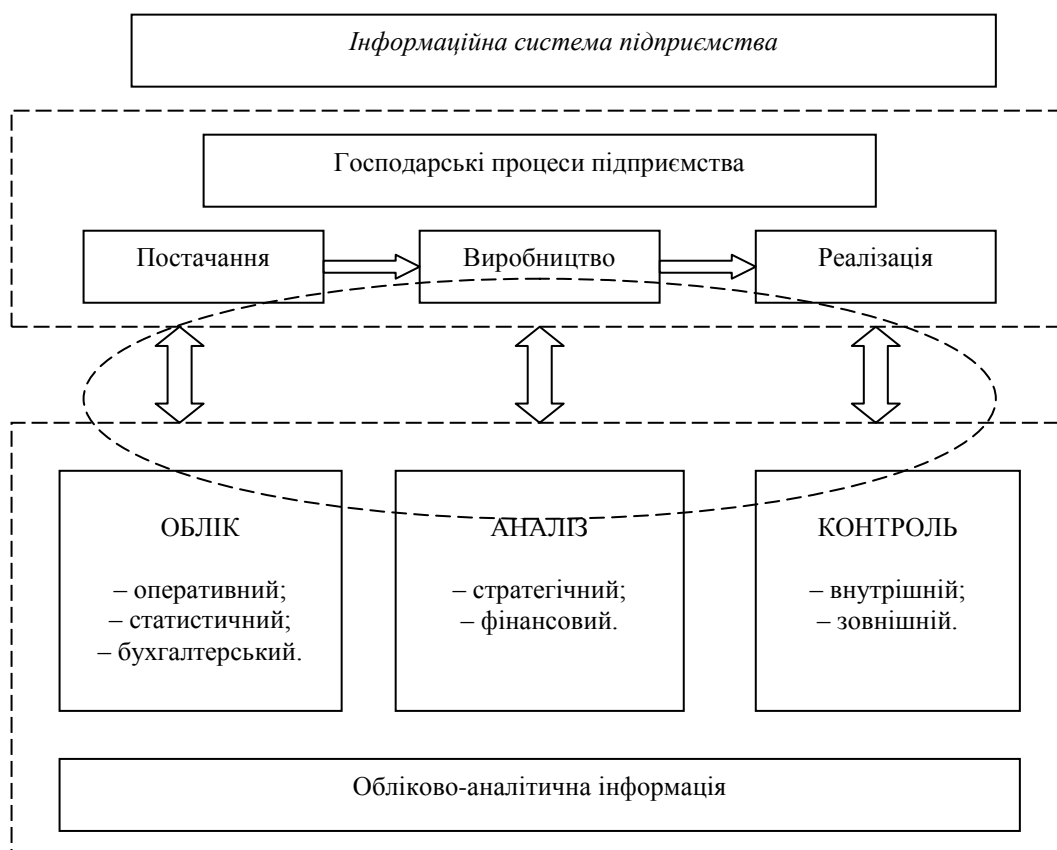 Інформаційна система підприємства
Господарські процеси підприємства
Постачання
Виробництво
Реалізація
ОБЛІК
– оперативний;
– статистичний;
– бухгалтерський.
АНАЛІЗ
– стратегічний;
– фінансовий.
КОНТРОЛЬ
– внутрішній;
– зовнішній.
Обліково-аналітична інформація